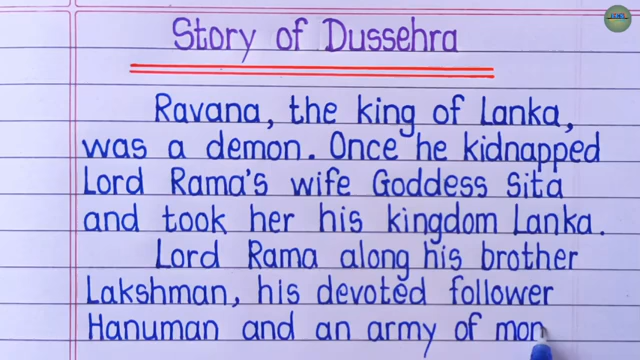 Story of Dussehra
Ravana, the king of Lanka,
was a demon. Once he kidnapped
Lord Rama's wife Goddess Sita
and took her his kingdom Lanka.
Lord Rama along his brother
Lakshman, his devoted follower
Hanuman and an army of mon